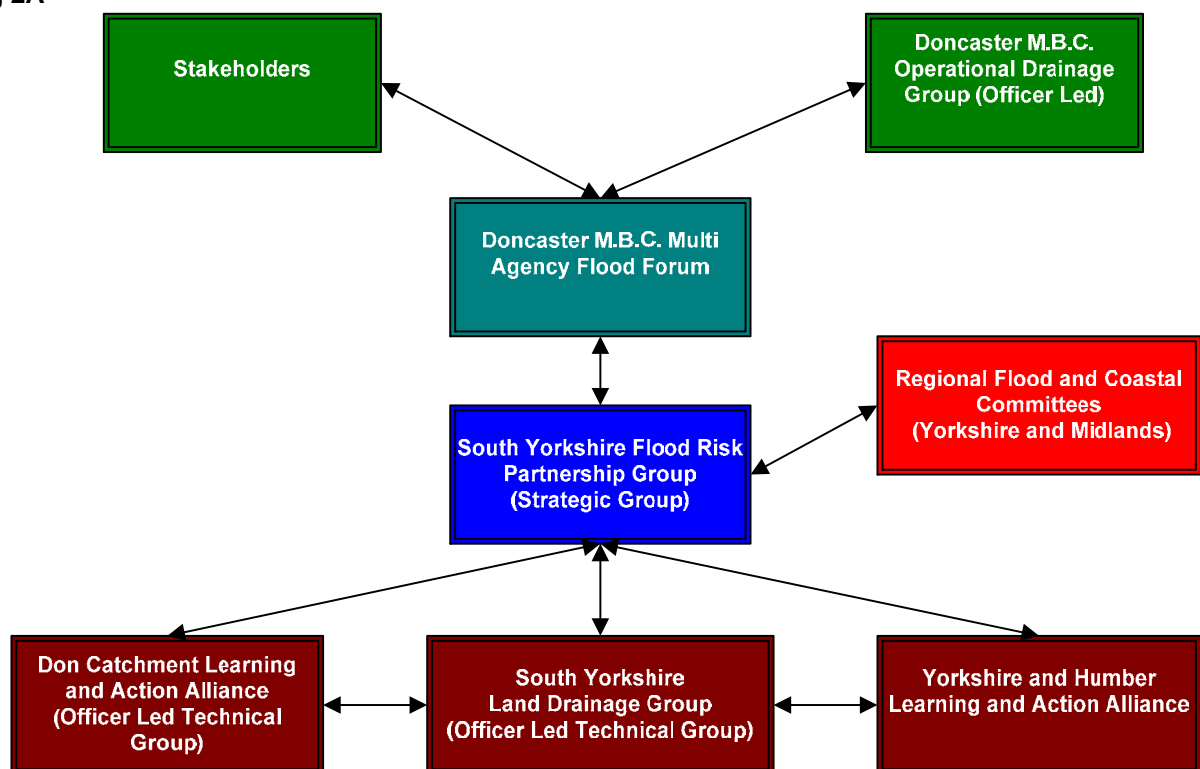 2A
Stakeholders
Doncaster M.B.C.
Operational Drainage
Group (Officer Led)
Doncaster M.B.C. Multi
Agency Flood Forum
Regional Flood and Coastal
Committees
(Yorkshire and Midlands)
South Yorkshire Flood Risk
Partnership Group
(Strategic Group)
Don Catchment Learning
and Action Alliance
(Officer Led Technical
Group)
South Yorkshire
Land Drainage Group
(Officer Led Technical Group)
Yorkshire and Humber
Learning and Action Alliance